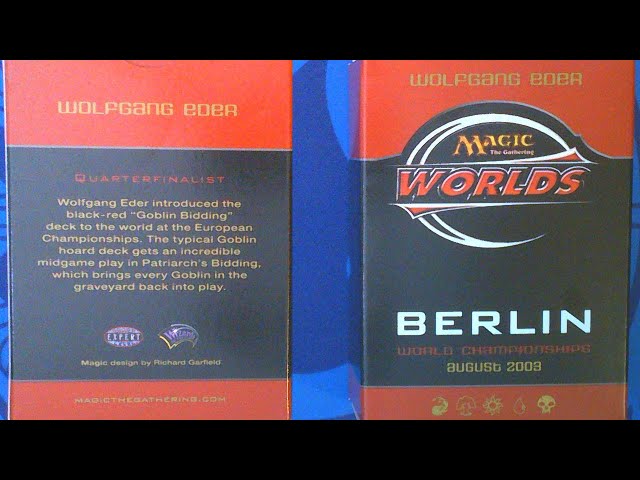 WOLFGANG EDER
QUARTERFINALIST
Wolfgang Eder introduced the
black-red "Goblin Bidding"
deck to the world at the European
Championships. The typical Goblin
hoard deck gets an incredible
midgame play in Patriarch's Bidding,
which brings every Goblin in the
graveyard back into play.
EXPERT
Wizards
Magic design by Richard Garfield
MAGICTHEGATHERING.COM
WOLFGANG EDER
MAGIC
The Gathering
WORLDS
BERLIN
WORLD CHAMPIONSHIPS
AUGUST 2003